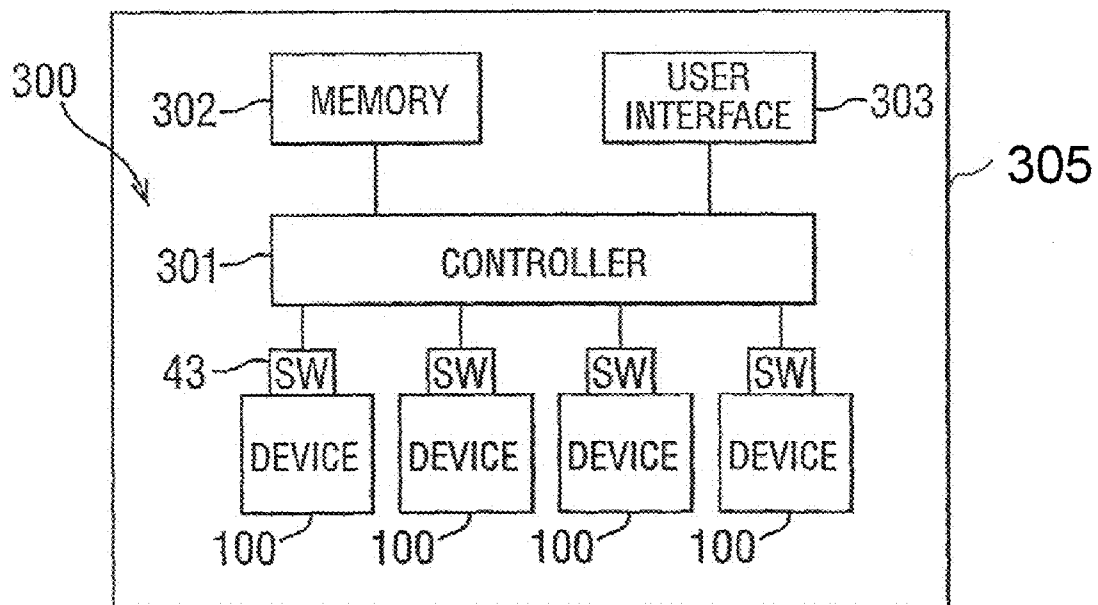 300
302
MEMORY
USER
INTERFACE
303
305
301
CONTROLLER
43
SW
SW
SW
SW
DEVICE
DEVICE
DEVICE
DEVICE
100
100
100
100